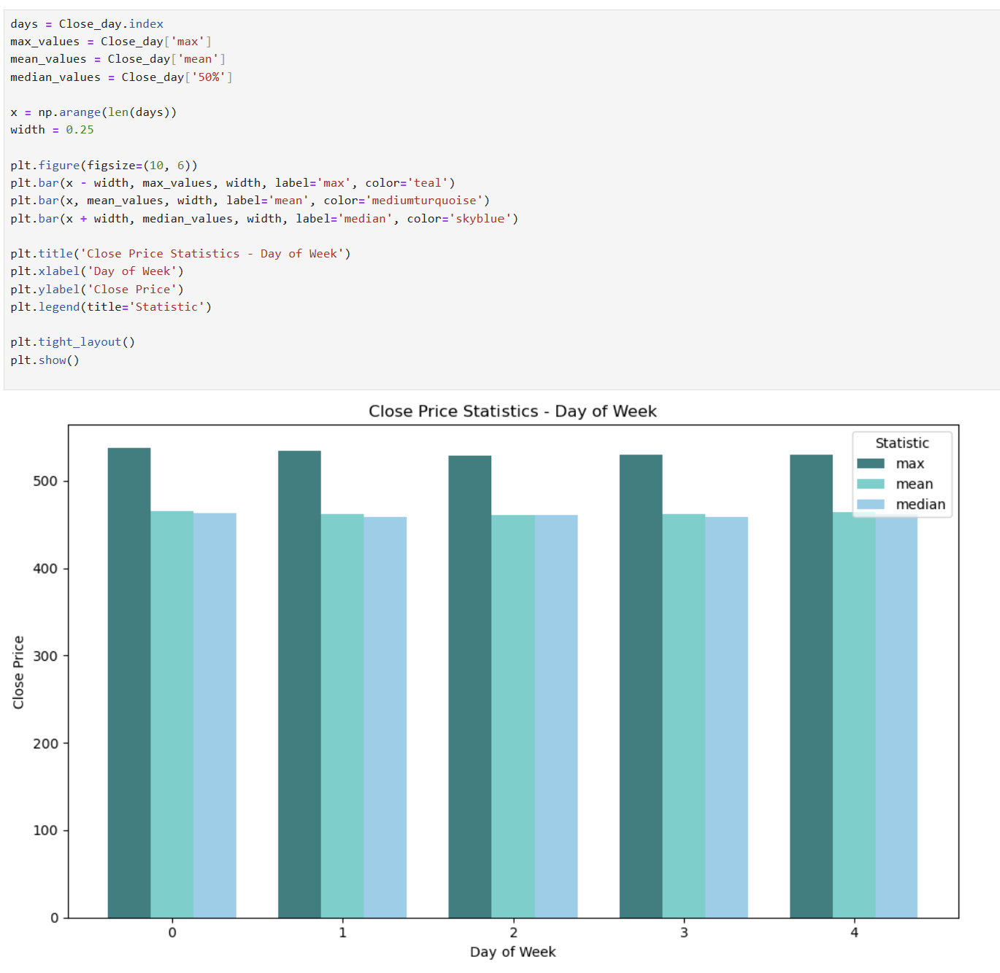 days = Close_day.index
max_values = Close_day['max']
mean_values = Close_day['mean']
median_values = Close_day['50%']
x = np.arange(len(days))
width = 0.25
plt.figure(figsize=(10, 6))
plt.bar(x - width, max_values, width, label='max', color='teal')
plt.bar(x, mean_values, width, label='mean', color='mediumturquoise')
plt.bar(x + width, median_values, width, label='median', color='skyblue')
plt.title('Close Price Statistics - Day of Week')
plt.xlabel('Day of Week')
plt.ylabel('Close Price')
plt.legend(title='Statistic')
plt.tight_layout()
plt.show()
Close Price Statistics - Day of Week
Statistic
max
mean
median
500
400
300
200
100
0
Close Price
0 1 2 3 4
Day of Week